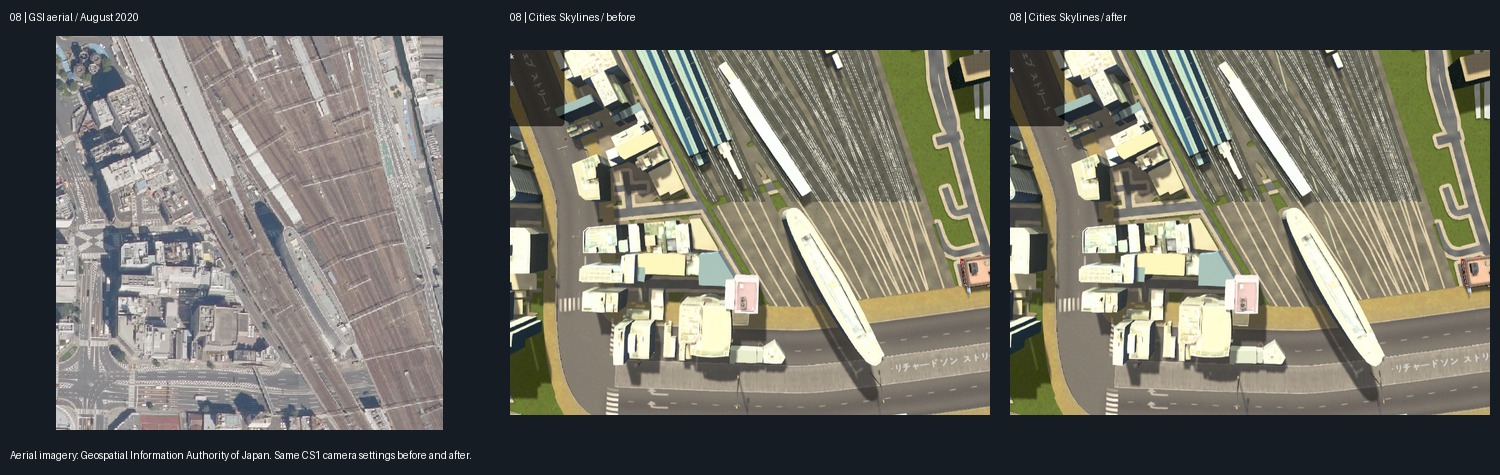 08 | GSI aerial / August 2020
08 | Cities: Skylines / before
08 | Cities: Skylines / after
リチャードソン ストリ
リチャードソン ストリ
Aerial imagery: Geospatial Information Authority of Japan. Same CS1 camera settings before and after.